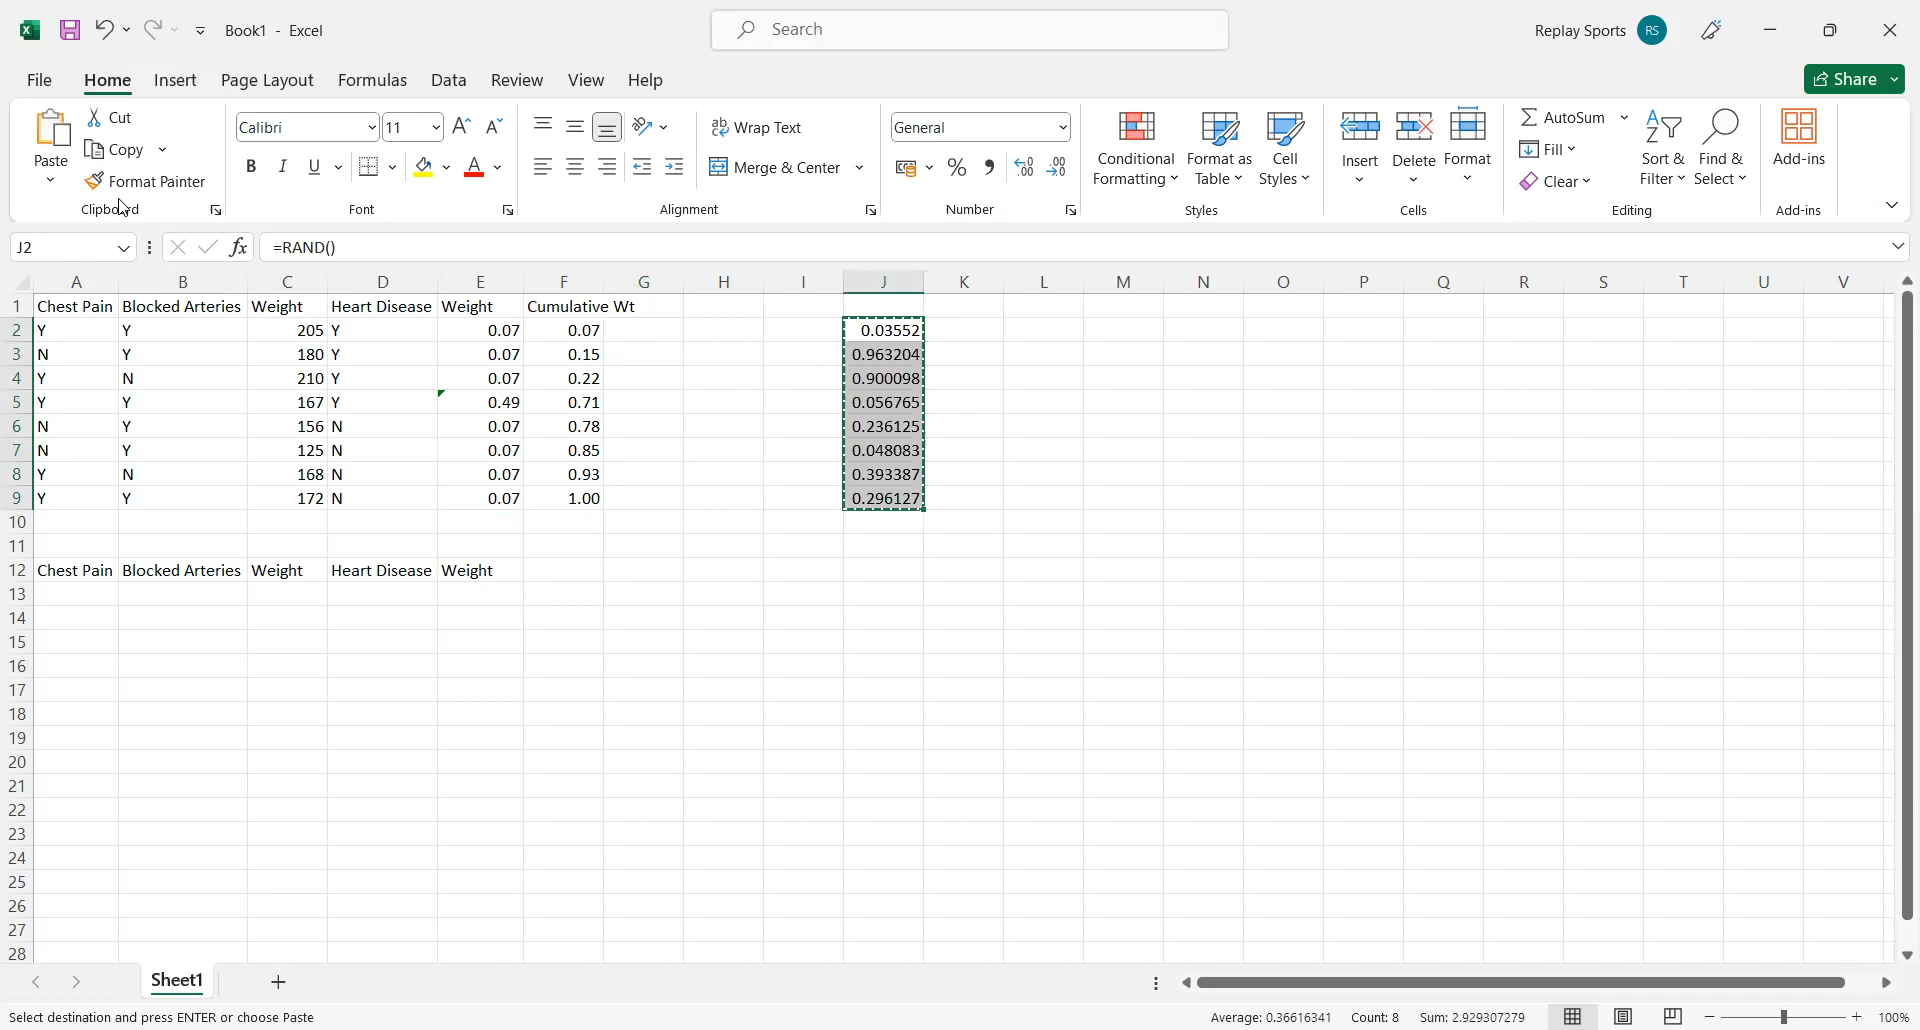 Book1 - Excel
Search
Replay Sports RS
File Home Insert Page Layout Formulas Data Review View Help
Share
Paste
Cut
Copy
Format Painter
Clipboard
Calibri 11
B I U
Font
Wrap Text
Merge & Center
Alignment
General
Number
Conditional Formatting
Format as Table
Cell Styles
Styles
Insert
Delete
Format
Cells
AutoSum
Fill
Clear
Sort & Filter
Find & Select
Editing
Add-ins
Add-ins
J2 fx =RAND()
A B C D E F G H I J K L M N O P Q R S T U V
1 Chest Pain Blocked Arteries Weight Heart Disease Weight Cumulative Wt
2 Y Y 205 Y 0.07 0.07 0.03552
3 N Y 180 Y 0.07 0.15 0.963204
4 Y N 210 Y 0.07 0.22 0.900098
5 Y Y 167 Y 0.49 0.71 0.056765
6 N Y 156 N 0.07 0.78 0.236125
7 N Y 125 N 0.07 0.85 0.048083
8 Y N 168 N 0.07 0.93 0.393387
9 Y Y 172 N 0.07 1.00 0.296127
10
11
12 Chest Pain Blocked Arteries Weight Heart Disease Weight
13
14
15
16
17
18
19
20
21
22
23
24
25
26
27
28
Sheet1
Select destination and press ENTER or choose Paste Average: 0.36616341 Count: 8 Sum: 2.929307279 100%